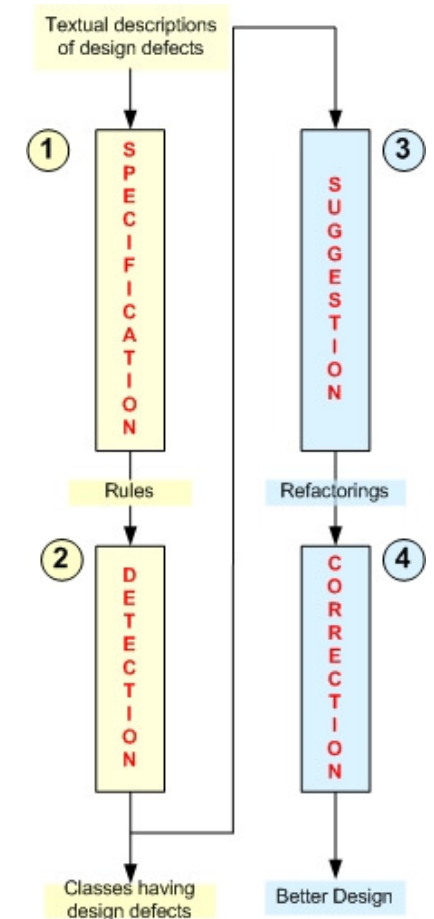 Textual descriptions
of design defects
1
SPECIFICATION
Rules
2
DETECTION
Classes having
design defects
3
SUGGESTION
Refactorings
4
CORRECTION
Better Design